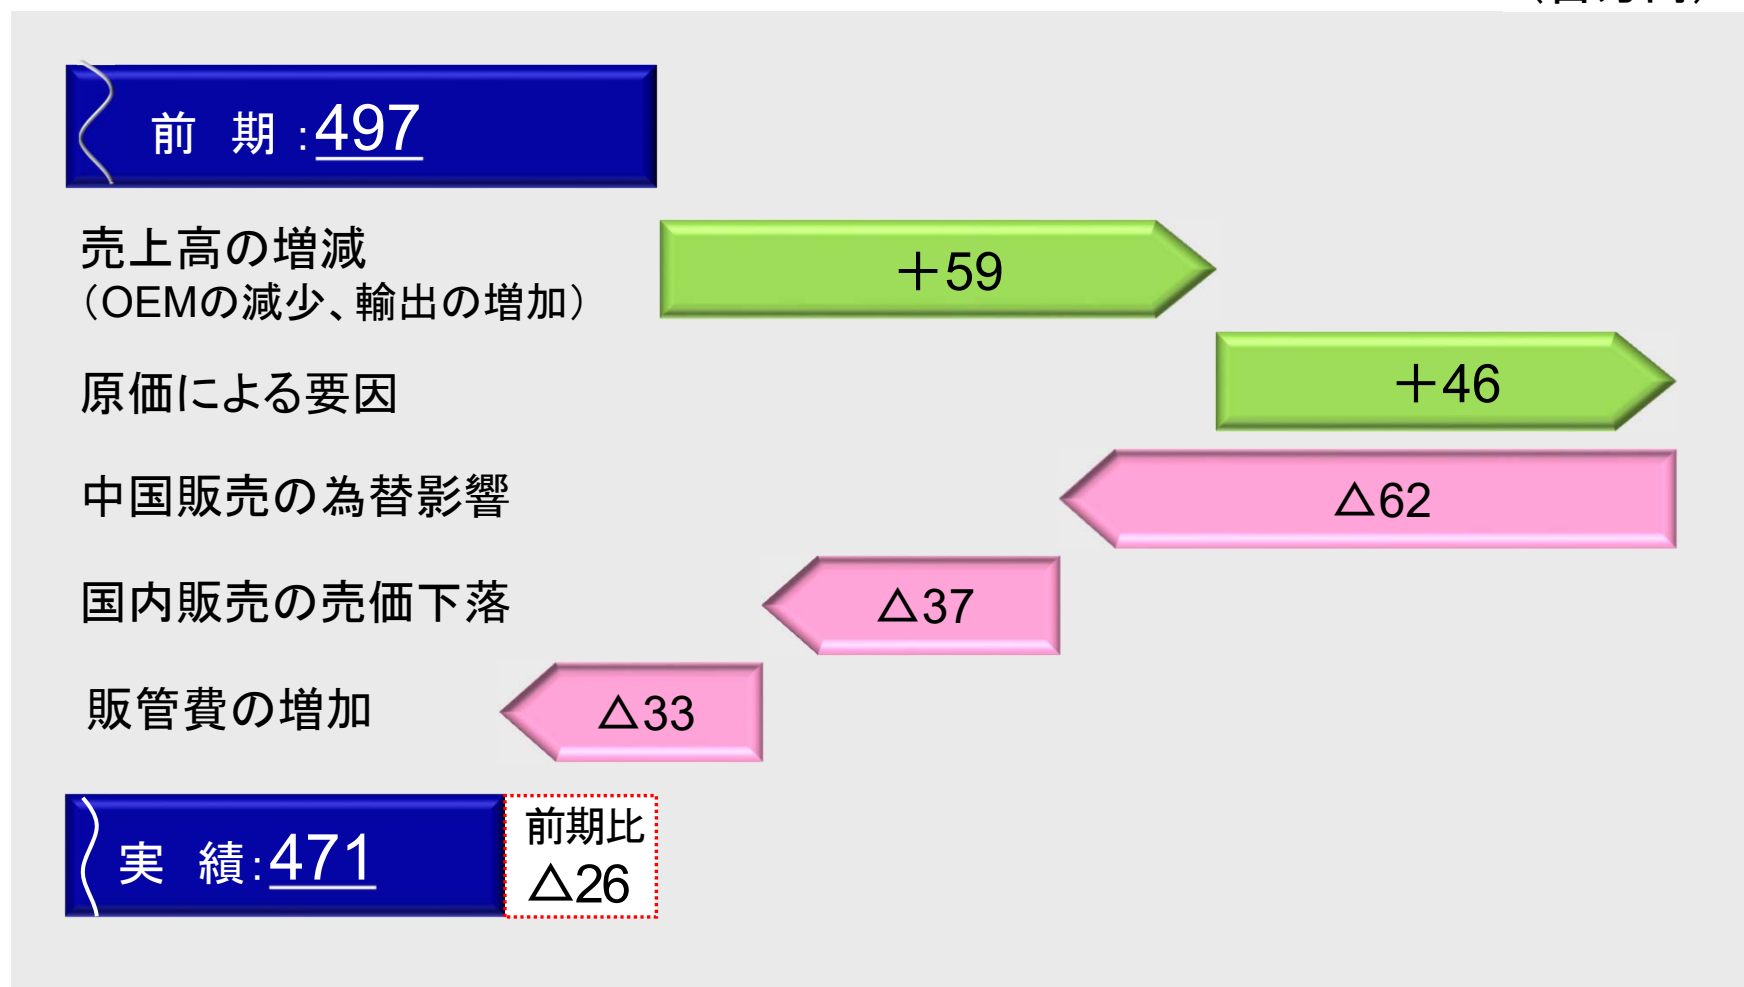 前 期:497
売上高の増減
＋59
（OEMの減少、輸出の増加）
原価による要因
＋46
中国販売の為替影響
△62
国内販売の売価下落
△37
販管費の増加
△33
実 績:471
前期比
△26